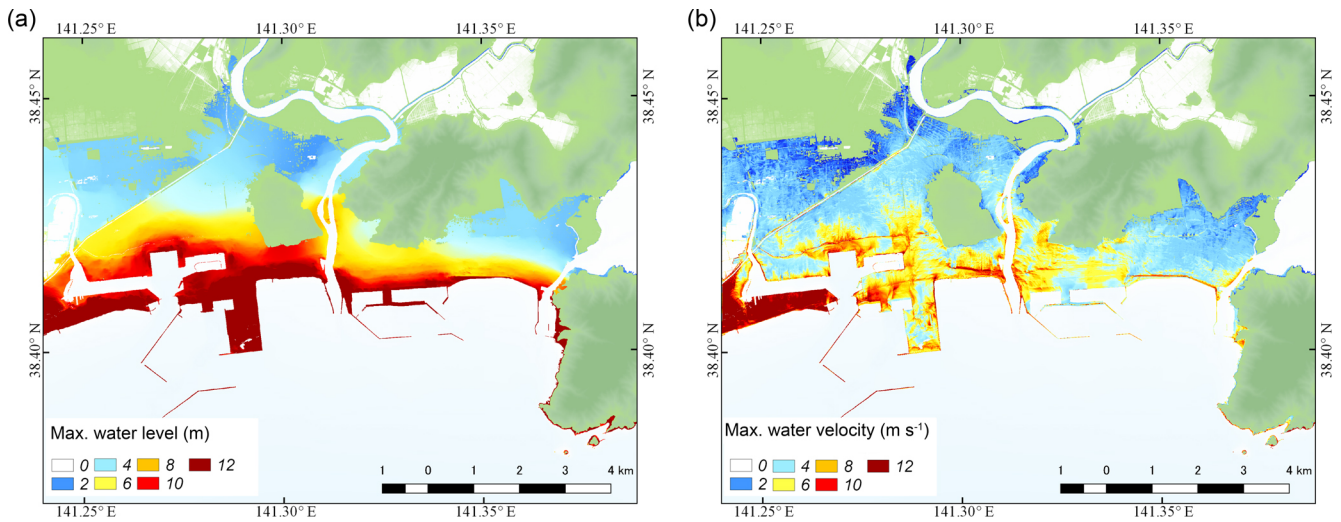 (a)
141.25° E
141.30° E
141.35° E
38.45° N
38.45° N
38.40° N
38.40° N
Max. water level (m)
0
4
8
12
2
6
10
1
0
1
2
3
4 km
141.25° E
141.30° E
141.35° E
(b)
141.25° E
141.30° E
141.35° E
38.45° N
38.45° N
38.40° N
38.40° N
Max. water velocity (m s⁻¹)
0
4
8
12
2
6
10
1
0
1
2
3
4 km
141.25° E
141.30° E
141.35° E